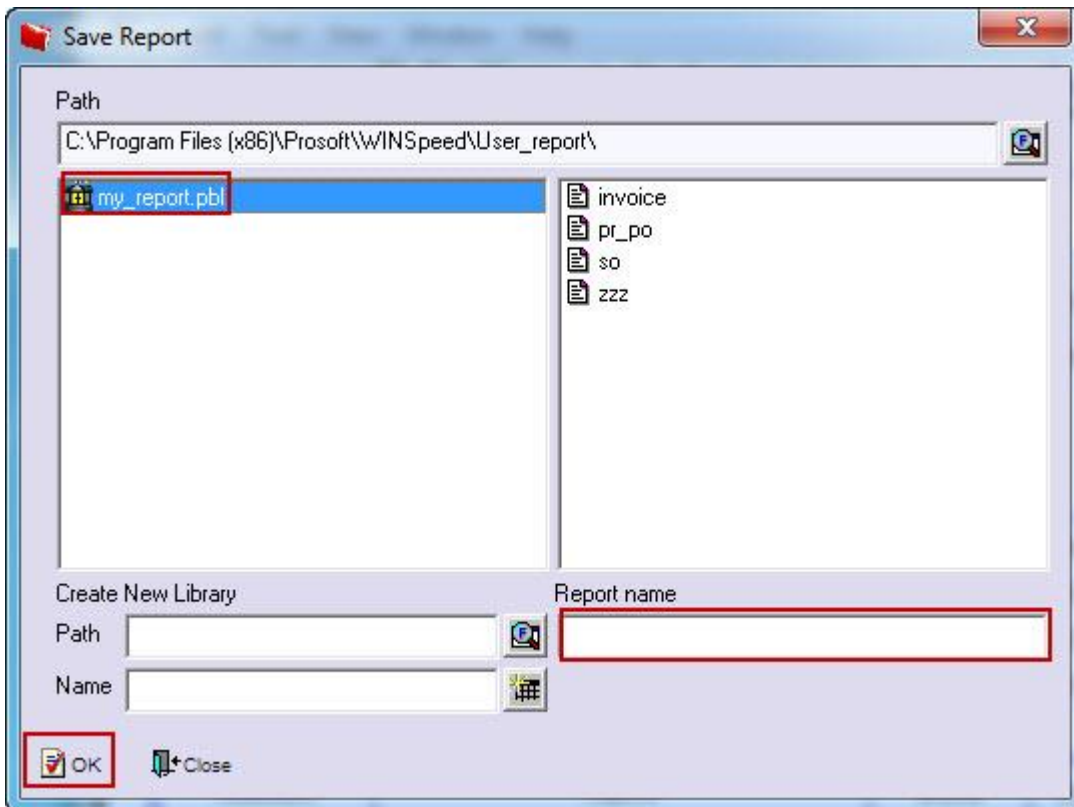 Save Report
Path
C:\Program Files (x86)\Prosoft\WINSpeed\User_report\
my_report.pbl
invoice
pr_po
so
zzz
Create New Library
Report name
Path
Name
OK
Close